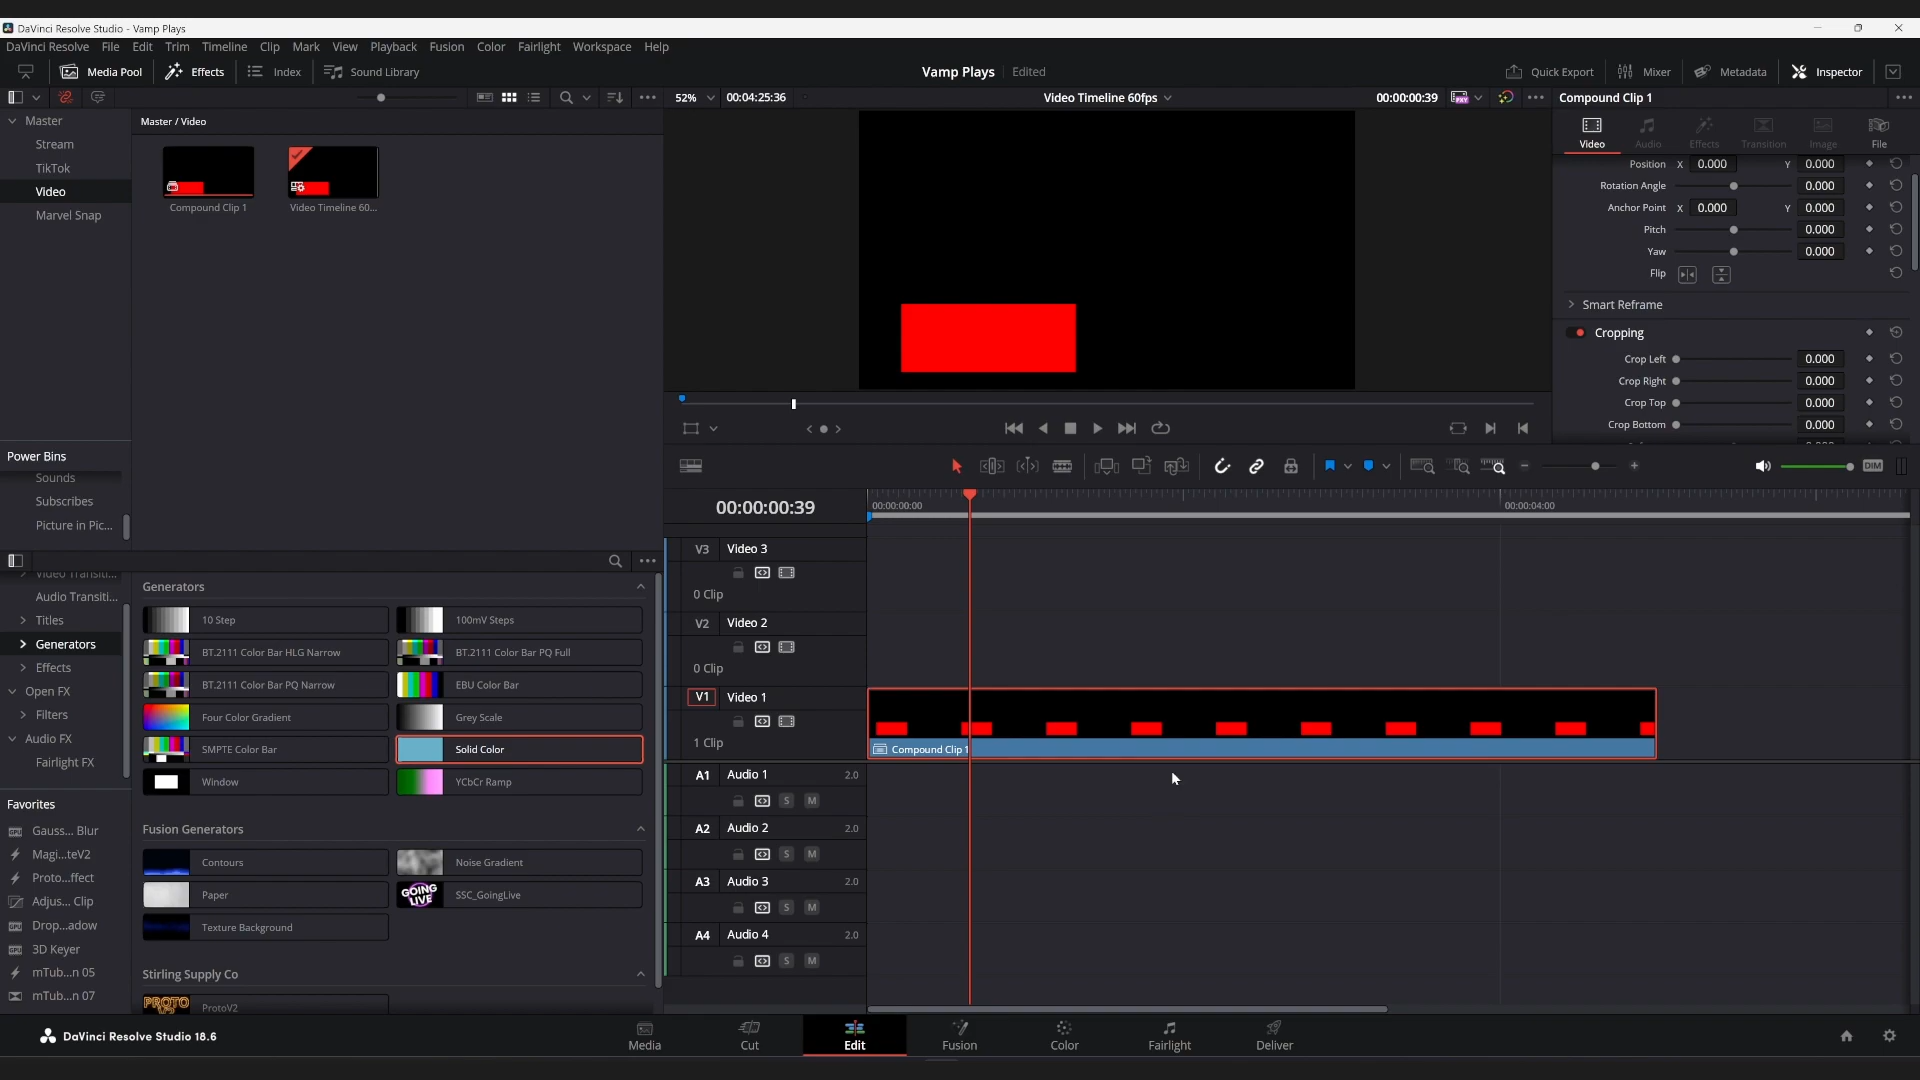 DaVinci Resolve Studio - Vamp Plays
DaVinci Resolve File Edit Trim Timeline Clip Mark View Playback Fusion Color Fairlight Workspace Help
Media Pool Effects Index Sound Library Vamp Plays Edited Quick Export Mixer Metadata Inspector
52% 00:04:25:36 Video Timeline 60fps 00:00:00:39 Compound Clip 1
Master
Stream
TikTok
Video
Marvel Snap
Master / Video
Compound Clip 1
Video Timeline 60...
Video Audio Effects Transition Image File
Position X 0.000 Y 0.000
Rotation Angle 0.000
Anchor Point X 0.000 Y 0.000
Pitch 0.000
Yaw 0.000
Flip
Smart Reframe
Cropping
Crop Left 0.000
Crop Right 0.000
Crop Top 0.000
Crop Bottom 0.000
Power Bins
Sounds
Subscribes
Picture in Pic...
DIM
00:00:00:39
00:00:00:00 00:00:04:00
V3 Video 3
0 Clip
V2 Video 2
0 Clip
V1 Video 1
1 Clip
Compound Clip 1
A1 Audio 1 2.0
S M
A2 Audio 2 2.0
S M
A3 Audio 3 2.0
S M
A4 Audio 4 2.0
S M
Video Transiti...
Audio Transiti...
Titles
Generators
Effects
Open FX
Filters
Audio FX
Fairlight FX
Favorites
Gauss... Blur
Magi...teV2
Proto...ffect
Adjus... Clip
Drop...adow
3D Keyer
mTub...n 05
mTub...n 07
Generators
10 Step 100mV Steps
BT.2111 Color Bar HLG Narrow BT.2111 Color Bar PQ Full
BT.2111 Color Bar PQ Narrow EBU Color Bar
Four Color Gradient Grey Scale
SMPTE Color Bar Solid Color
Window YCbCr Ramp
Fusion Generators
Contours Noise Gradient
Paper GOING LIVE SSC_GoingLive
Texture Background
Stirling Supply Co
PROTO ProtoV2
DaVinci Resolve Studio 18.6
Media Cut Edit Fusion Color Fairlight Deliver